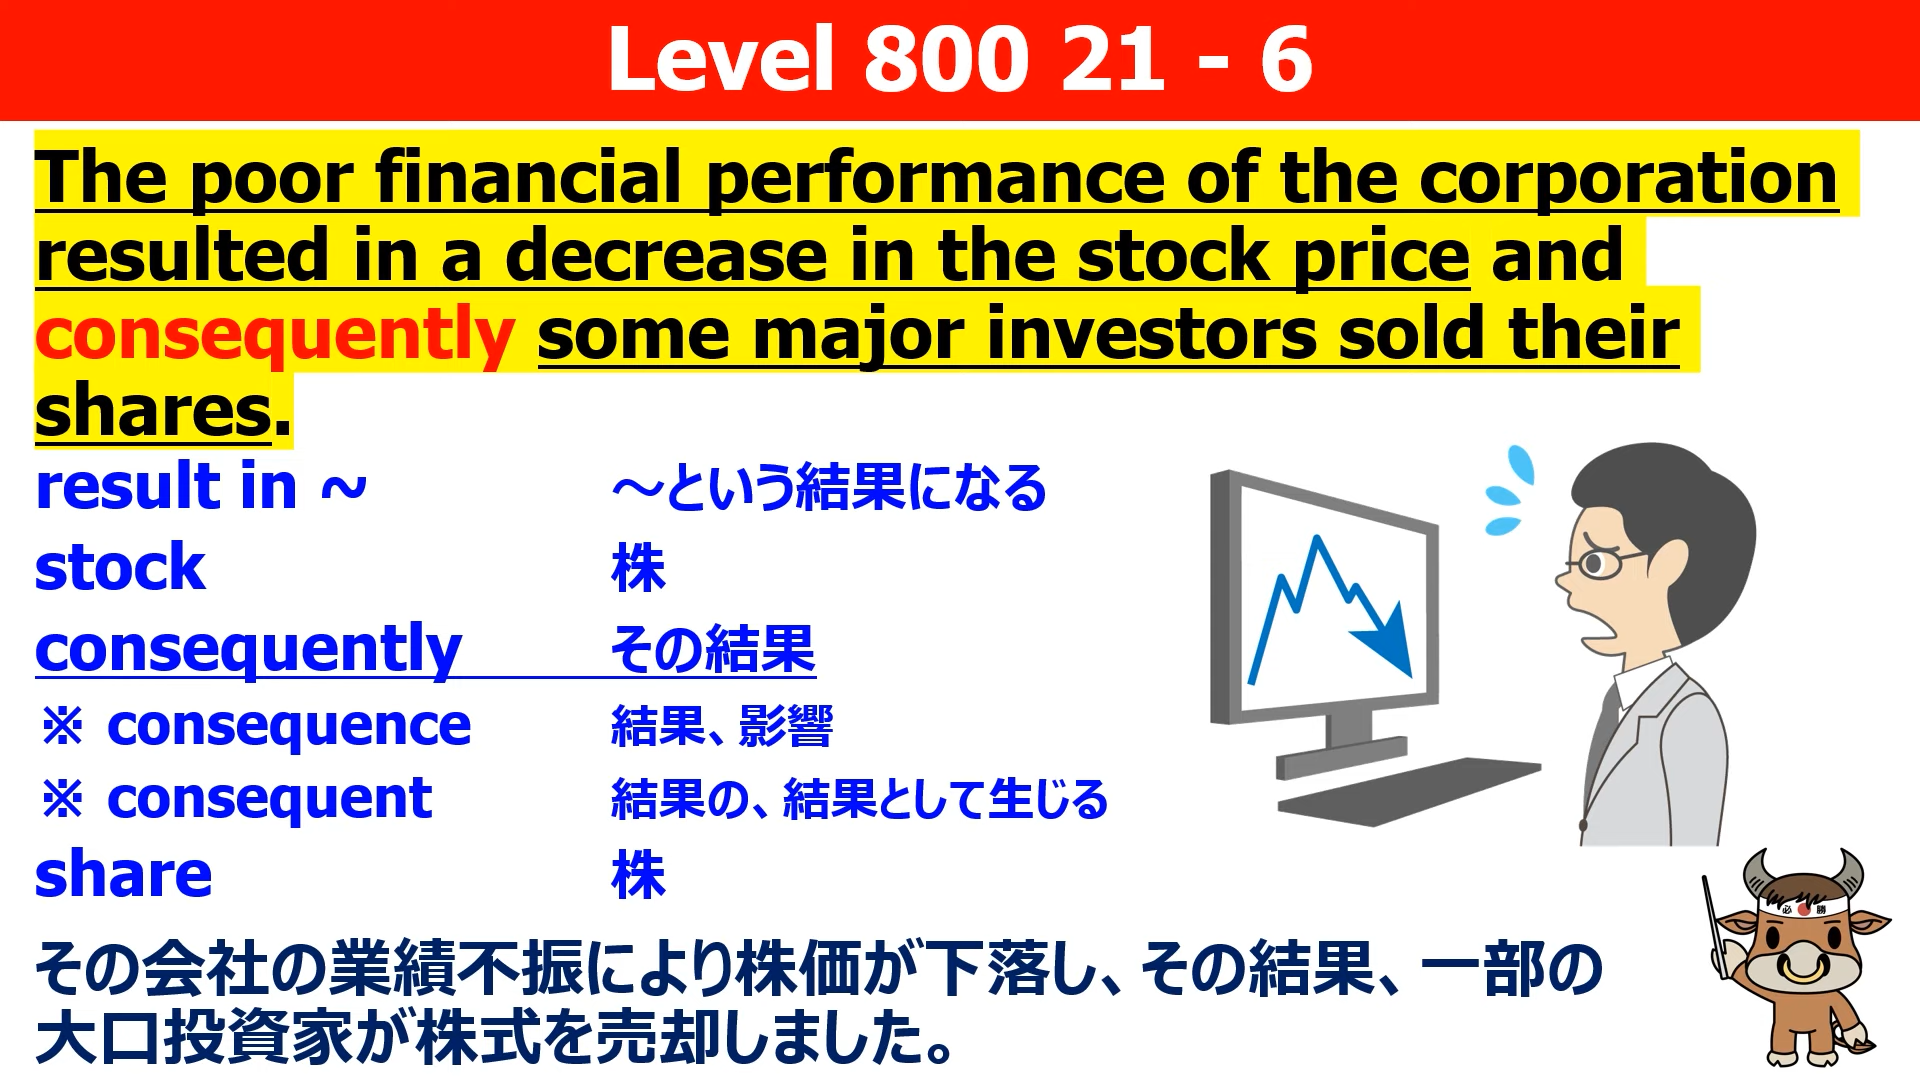 Level 800 21 - 6
The poor financial performance of the corporation
resulted in a decrease in the stock price and
consequently some major investors sold their
shares.
result in ~ ～という結果になる
stock 株
consequently その結果
※ consequence 結果、影響
※ consequent 結果の、結果として生じる
share 株
必 勝
その会社の業績不振により株価が下落し、その結果、一部の
大口投資家が株式を売却しました。